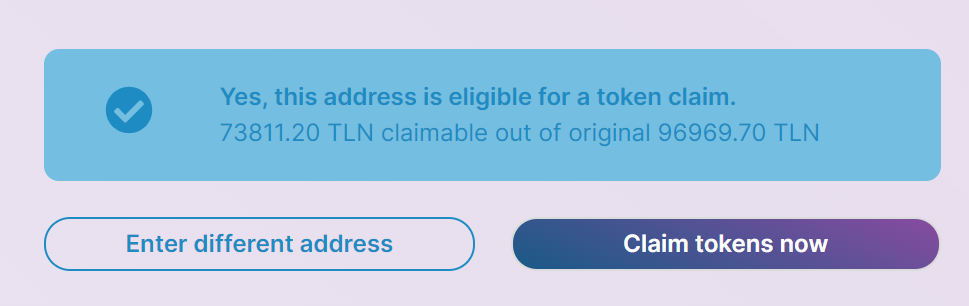 Yes, this address is eligible for a token claim.
73811.20 TLN claimable out of original 96969.70 TLN
Enter different address
Claim tokens now